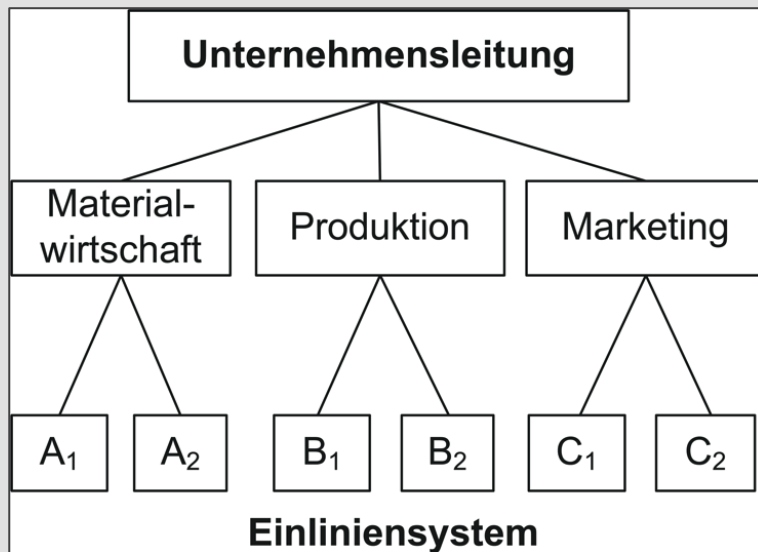 Unternehmensleitung
Material-
wirtschaft
Produktion
Marketing
A₁
A₂
B₁
B₂
C₁
C₂
Einliniensystem